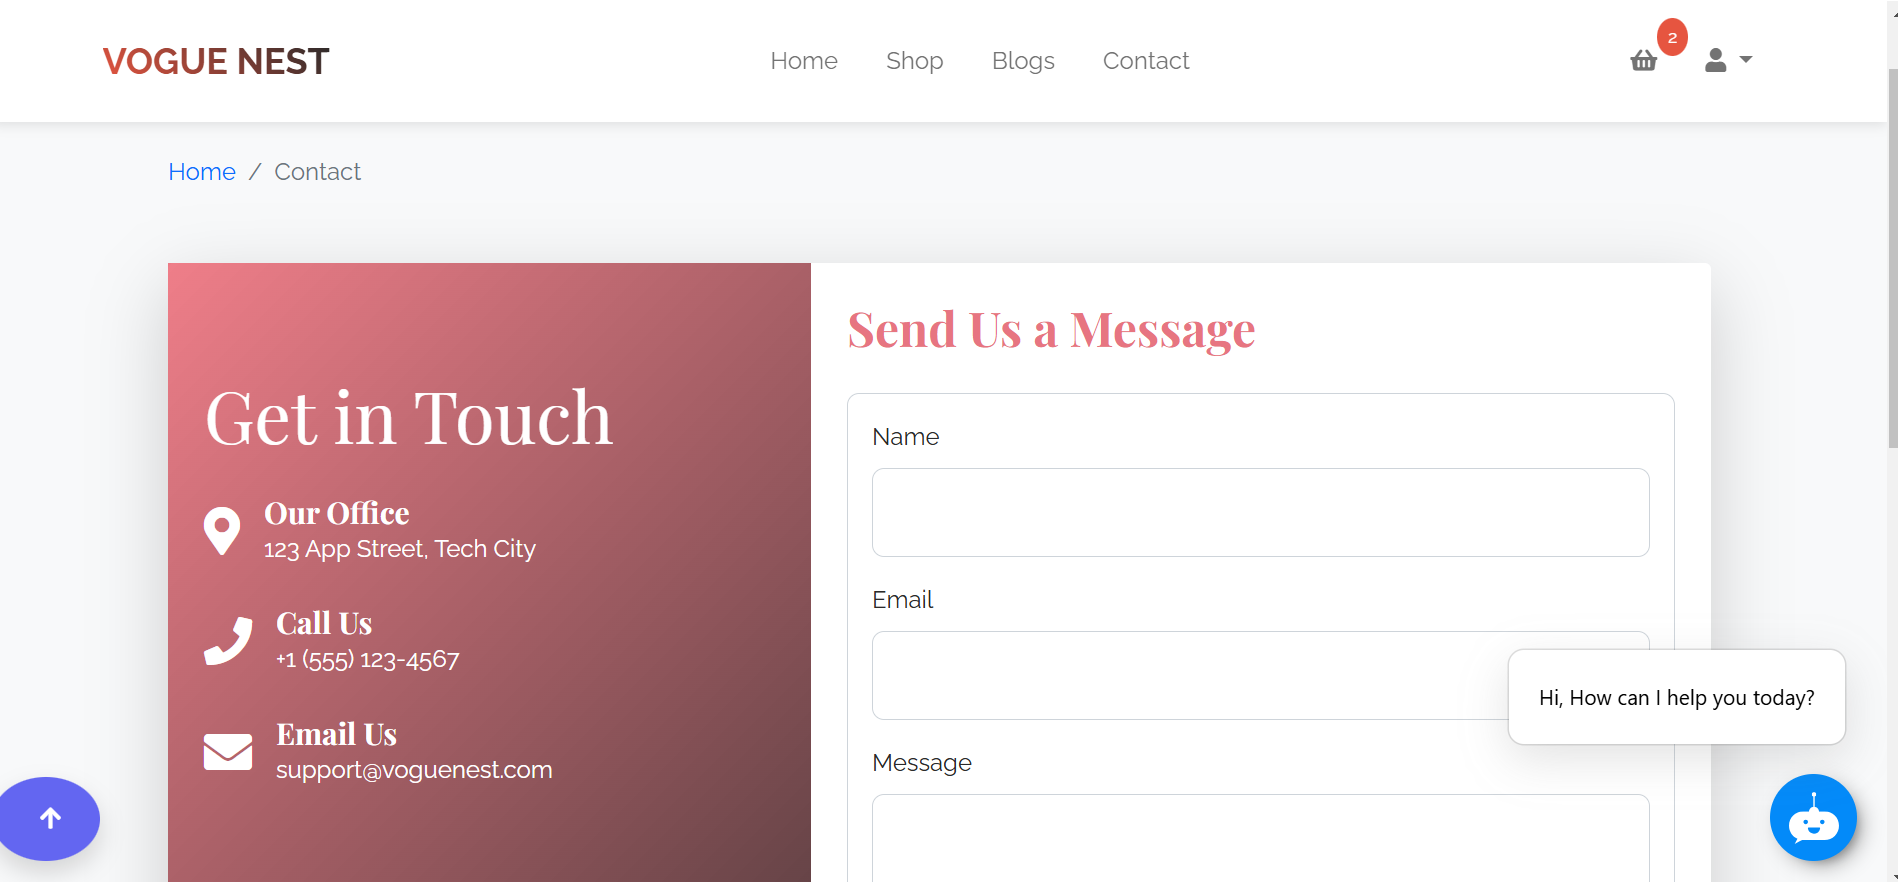 VOGUE NEST
Home Shop Blogs Contact
2
Home / Contact
Get in Touch
Our Office
123 App Street, Tech City
Call Us
+1 (555) 123-4567
Email Us
support@voguenest.com
Send Us a Message
Name
Email
Message
Hi, How can I help you today?